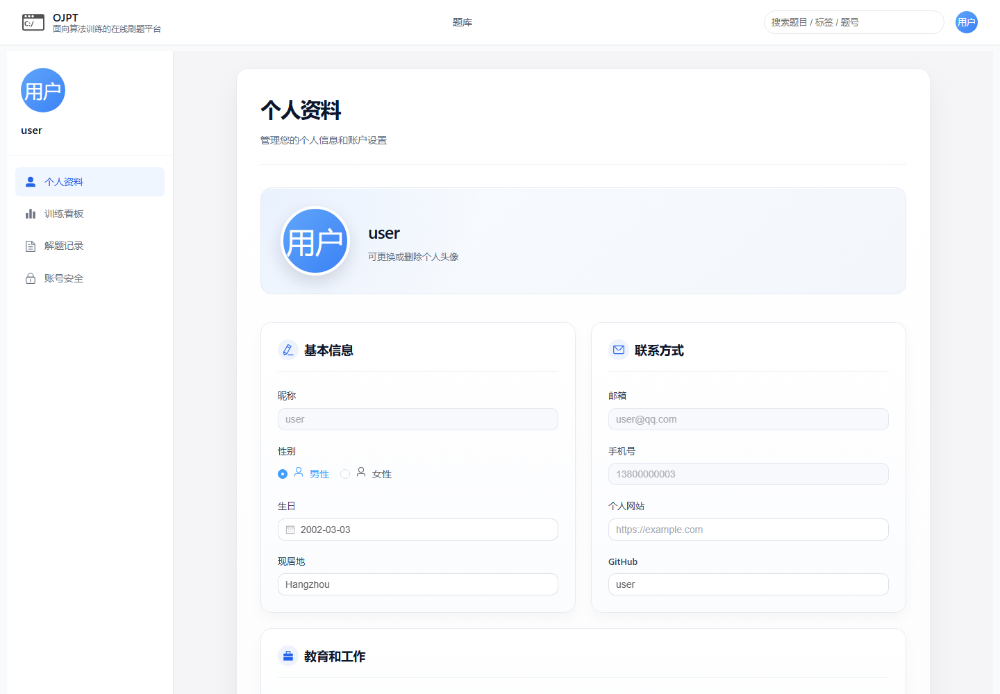 C:/
OJPT
面向算法训练的在线刷题平台
题库
搜索题目 / 标签 / 题号
用户
用户
user
个人资料
训练看板
解题记录
账号安全
个人资料
管理您的个人信息和账户设置
用户
user
可更换或删除个人头像
基本信息
昵称
user
性别
男性
女性
生日
2002-03-03
现居地
Hangzhou
联系方式
邮箱
user@qq.com
手机号
13800000003
个人网站
https://example.com
GitHub
user
教育和工作